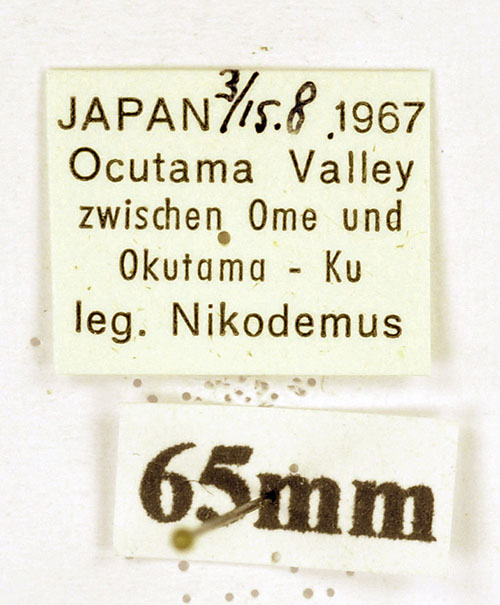 JAPAN 3/15.8.1967
Ocutama Valley
zwischen Ome und
Okutama - Ku
leg. Nikodemus
65mm